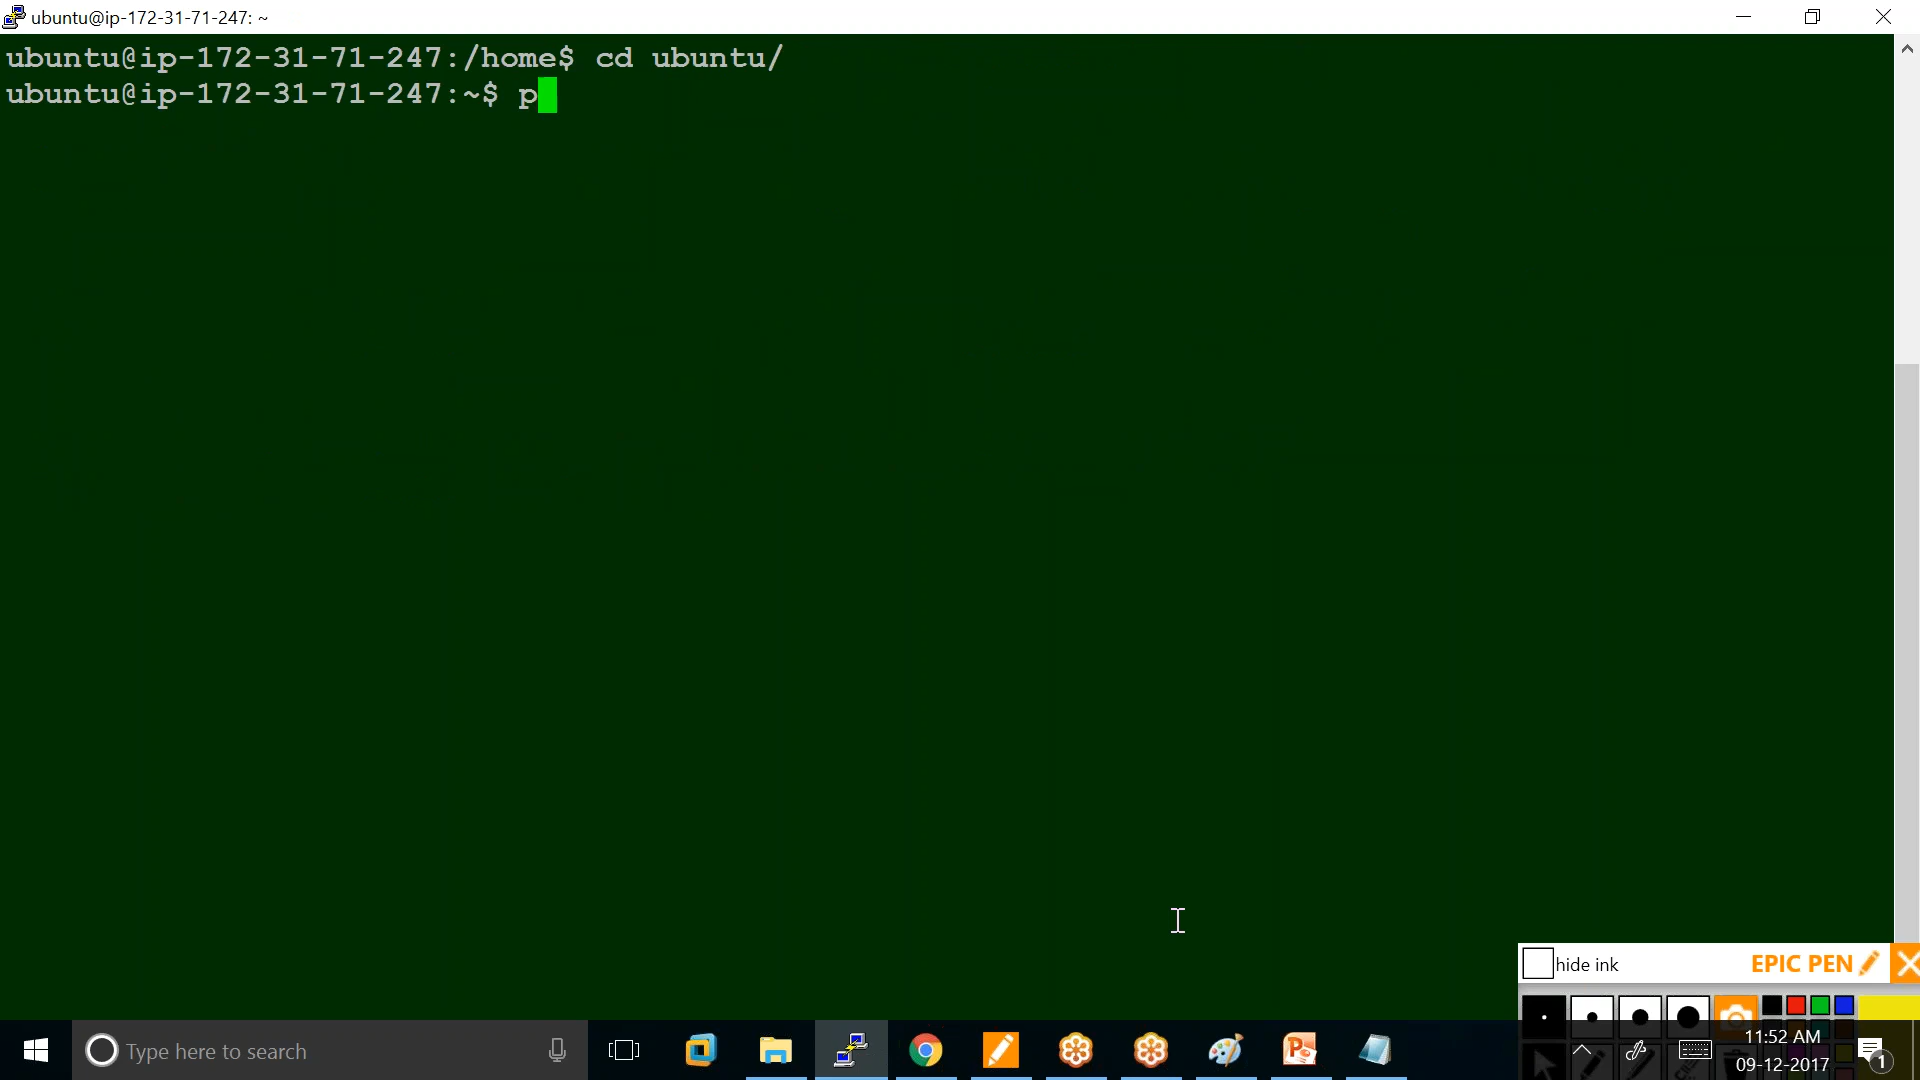 ubuntu@ip-172-31-71-247: ~
ubuntu@ip-172-31-71-247:/home$ cd ubuntu/
ubuntu@ip-172-31-71-247:~$ p
hide ink
EPIC PEN
Type here to search
11:52 AM
09-12-2017
1